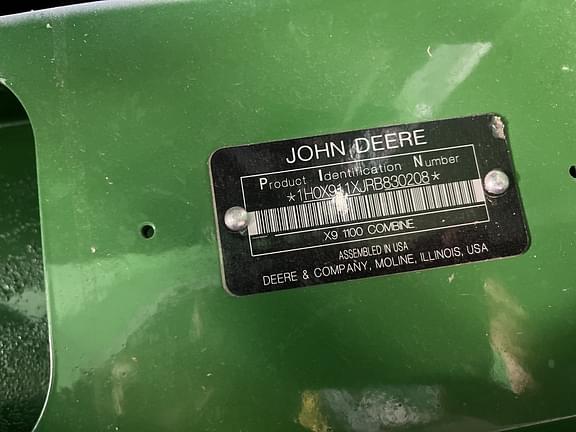 JOHN DEERE
Product Identification Number
*1H0X911XJRB830208*
X9 1100 COMBINE
ASSEMBLED IN USA
DEERE & COMPANY, MOLINE, ILLINOIS, USA